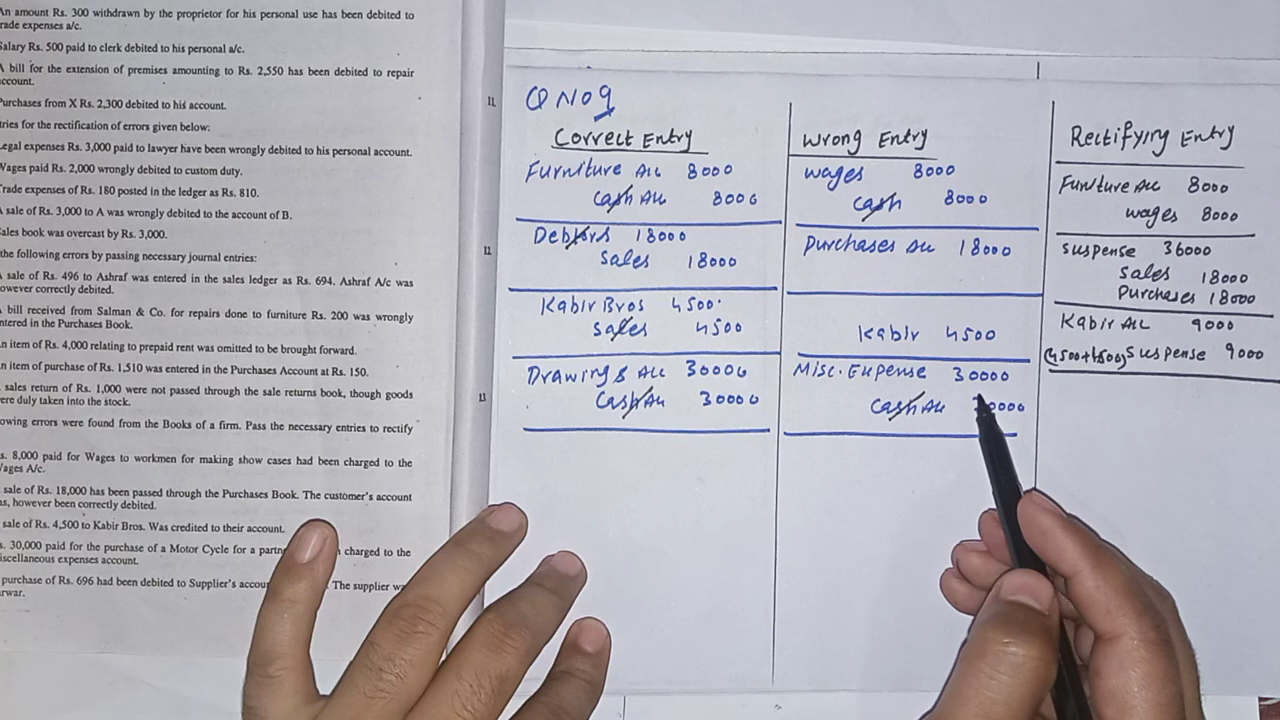 An amount Rs. 300 withdrawn by the proprietor for his personal use has been debited to
rade expenses a/c.
Salary Rs. 500 paid to clerk debited to his personal a/c.
A bill for the extension of premises amounting to Rs. 2,550 has been debited to repair
ccount.
Purchases from X Rs. 2,300 debited to his account.
tries for the rectification of errors given below:
Legal expenses Rs. 3,000 paid to lawyer have been wrongly debited to his personal account.
Wages paid Rs. 2,000 wrongly debited to custom duty.
Trade expenses of Rs. 180 posted in the ledger as Rs. 810.
A sale of Rs. 3,000 to A was wrongly debited to the account of B.
ales book was overcast by Rs. 3,000.
the following errors by passing necessary journal entries:
A sale of Rs. 496 to Ashraf was entered in the sales ledger as Rs. 694. Ashraf A/c was
owever correctly debited.
bill received from Salman & Co. for repairs done to furniture Rs. 200 was wrongly
ntered in the Purchases Book.
n item of Rs. 4,000 relating to prepaid rent was omitted to be brought forward.
n item of purchase of Rs. 1,510 was entered in the Purchases Account at Rs. 150.
sales return of Rs. 1,000 were not passed through the sale returns book, though goods
ere duly taken into the stock.
owing errors were found from the Books of a firm. Pass the necessary entries to rectify
s. 8,000 paid for Wages to workmen for making show cases had been charged to the
Wages A/c.
sale of Rs. 18,000 has been passed through the Purchases Book. The customer's account
as, however been correctly debited.
sale of Rs. 4,500 to Kabir Bros. Was credited to their account.
s. 30,000 paid for the purchase of a Motor Cycle for a partn charged to the
iscellaneous expenses account.
purchase of Rs. 696 had been debited to Supplier's accou The supplier wa
rwar.
11
12
13
Q NO 9
Correct Entry
Furniture A/c 8000
Cash A/c 8000
Debtors 18000
Sales 18000
Kabir Bros 4500
Sales 4500
Drawings A/c 30000
Cash A/c 30000
Wrong Entry
wages 8000
cash 8000
Purchases A/c 18000
Kabir 4500
Misc. Expense 30000
Cash A/c 30000
Rectifying Entry
Funiture A/c 8000
wages 8000
Suspense 36000
Sales 18000
Purchases 18000
Kabir A/c 9000
(4500+4500) Suspense 9000